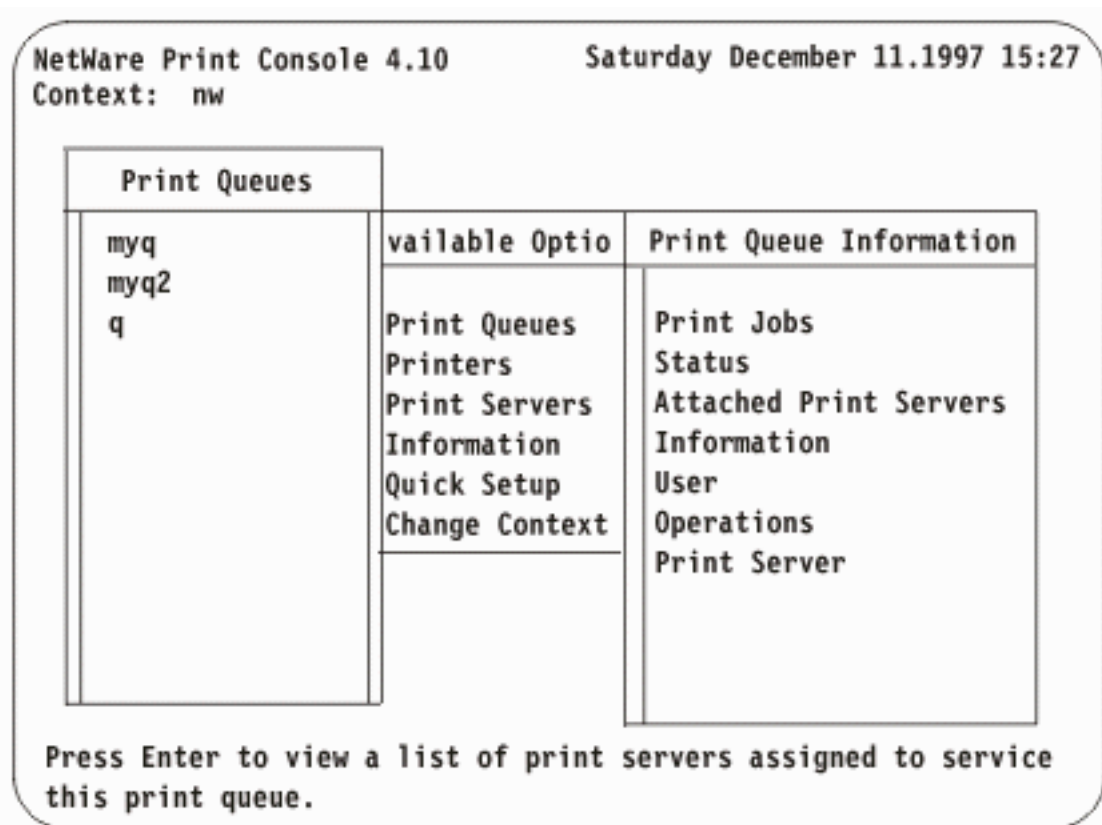 NetWare Print Console 4.10 Saturday December 11.1997 15:27
Context: nw
Print Queues
myq
myq2
q
vailable Optio
Print Queues
Printers
Print Servers
Information
Quick Setup
Change Context
Print Queue Information
Print Jobs
Status
Attached Print Servers
Information
User
Operations
Print Server
Press Enter to view a list of print servers assigned to service
this print queue.